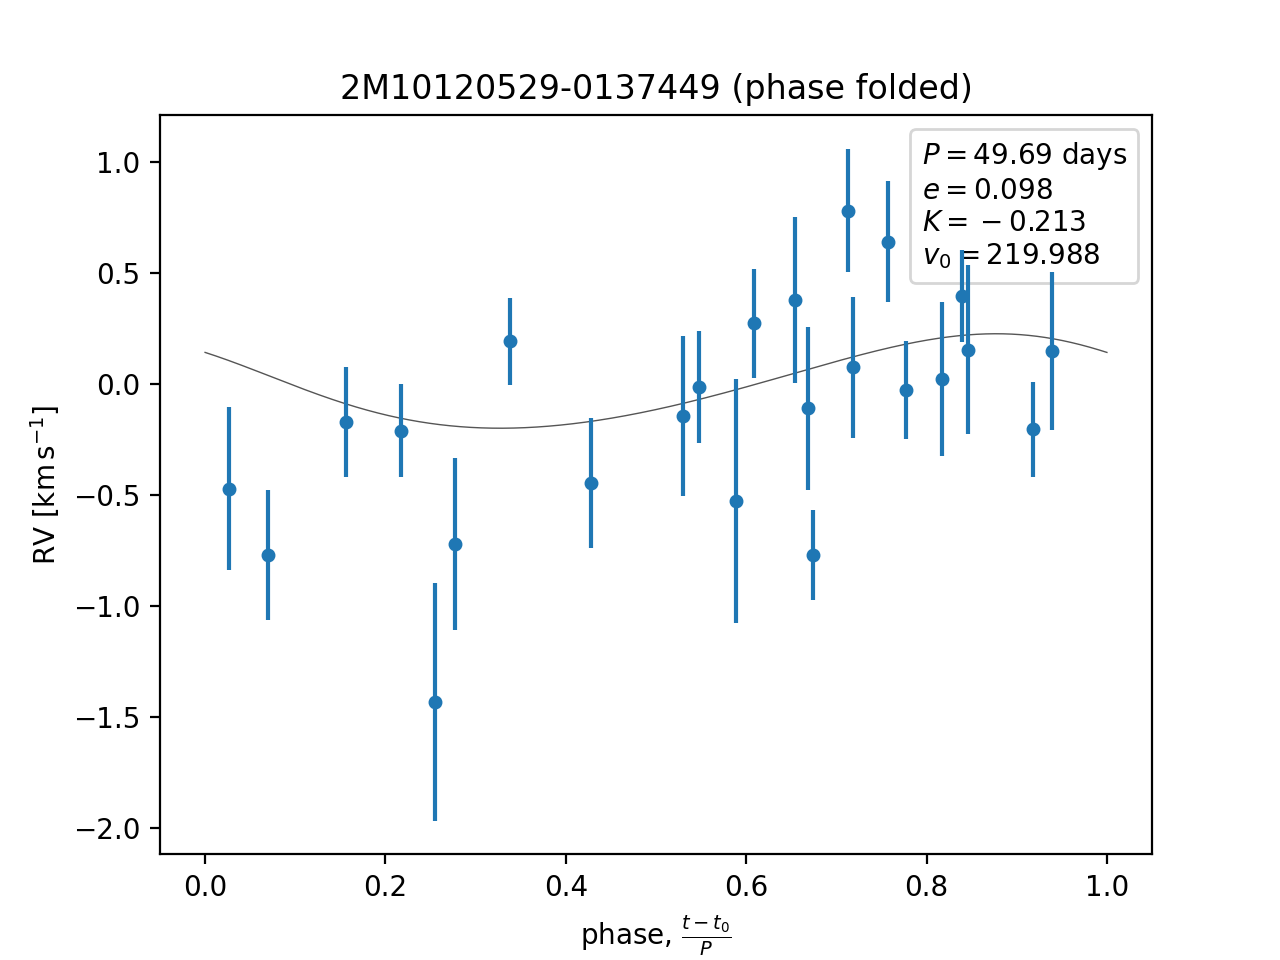 2M10120529-0137449 (phase folded)
P = 49.69 days
e = 0.098
K = −0.213
v₀ = 219.988
1.0
0.5
0.0
−0.5
−1.0
−1.5
−2.0
RV [km s⁻¹]
0.0 0.2 0.4 0.6 0.8 1.0
phase, (t − t₀)/P